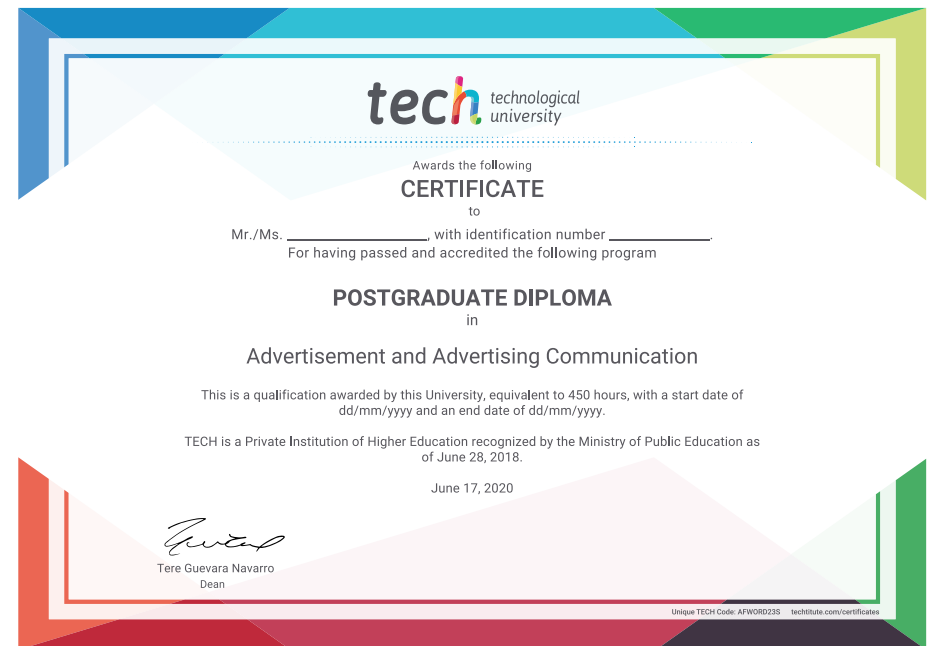 tech technological
university
Awards the following
CERTIFICATE
to
Mr./Ms. ____________________, with identification number ______________.
For having passed and accredited the following program
POSTGRADUATE DIPLOMA
in
Advertisement and Advertising Communication
This is a qualification awarded by this University, equivalent to 450 hours, with a start date of
dd/mm/yyyy and an end date of dd/mm/yyyy.
TECH is a Private Institution of Higher Education recognized by the Ministry of Public Education as
of June 28, 2018.
June 17, 2020
Tere Guevara Navarro
Dean
Unique TECH Code: AFWORD23S techtitute.com/certificates